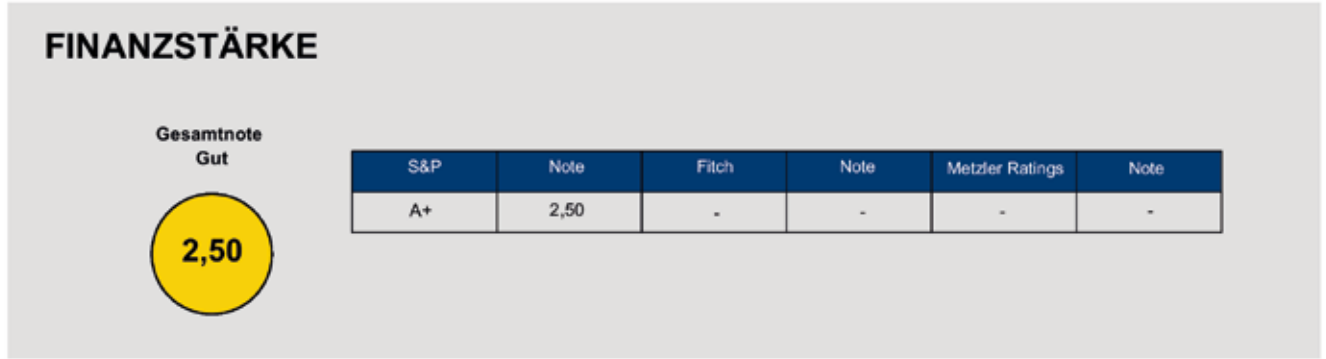 FINANZSTÄRKE
Gesamtnote
Gut
2,50
S&P Note Fitch Note Metzler Ratings Note
A+ 2,50 - - - -